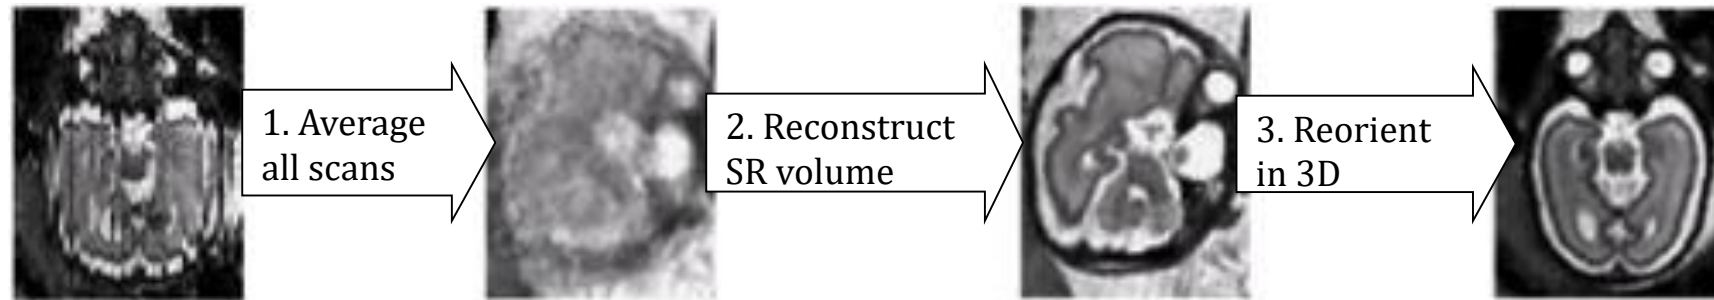 1. Average
all scans
2. Reconstruct
SR volume
3. Reorient
in 3D